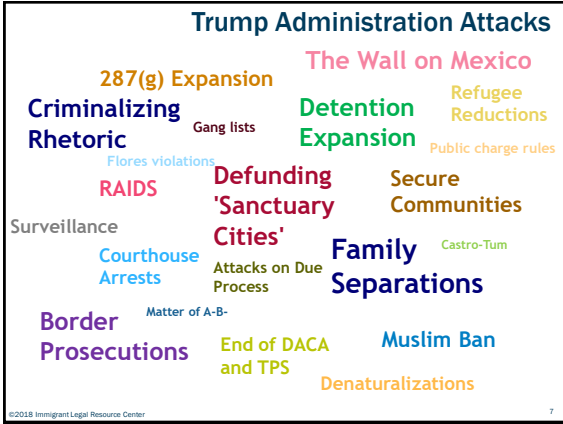 Trump Administration Attacks
The Wall on Mexico
287(g) Expansion
Refugee
Reductions
Criminalizing
Rhetoric
Gang lists
Detention
Expansion
Public charge rules
Flores violations
RAIDS
Defunding
'Sanctuary
Cities'
Secure
Communities
Surveillance
Courthouse
Arrests
Attacks on Due
Process
Family
Separations
Castro-Tum
Border
Prosecutions
Matter of A-B-
End of DACA
and TPS
Muslim Ban
Denaturalizations
©2018 Immigrant Legal Resource Center
7